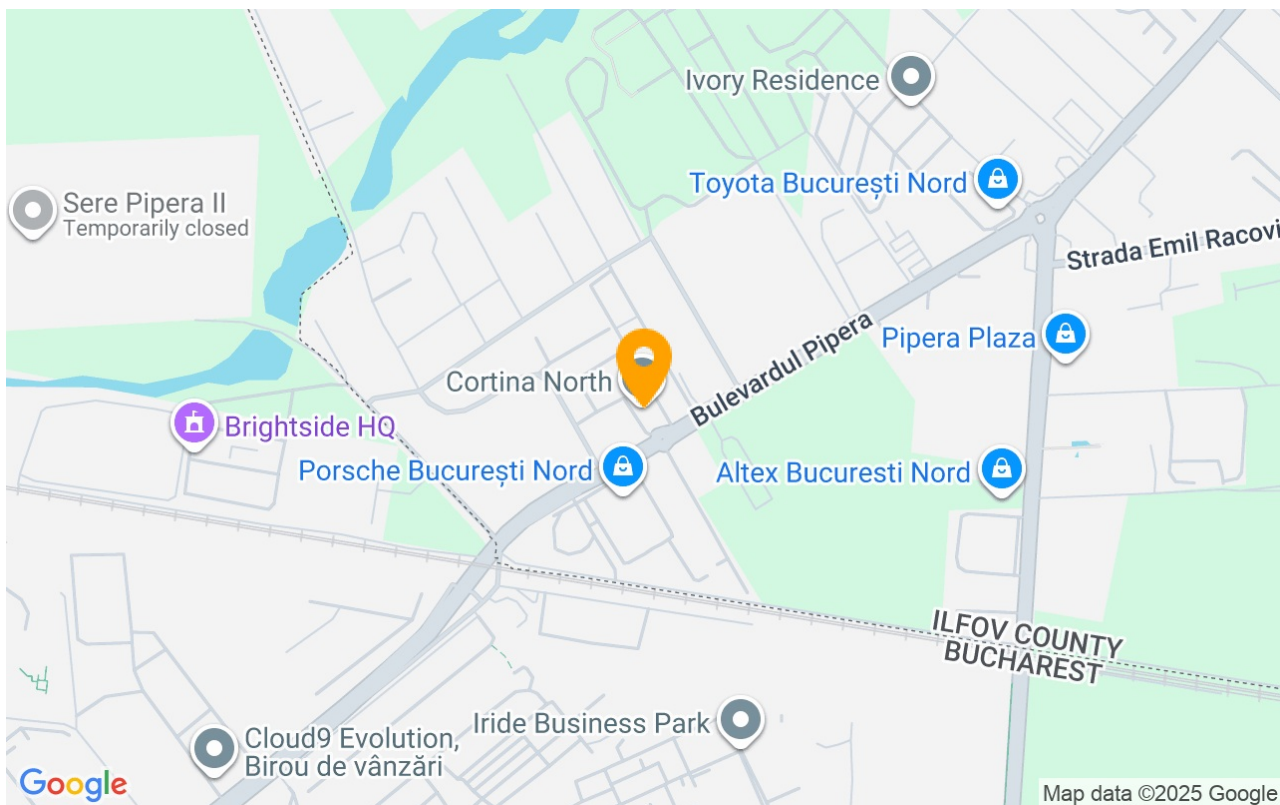 Ivory Residence
Toyota București Nord
Sere Pipera II
Temporarily closed
Strada Emil Racovi
Bulevardul Pipera
Pipera Plaza
Cortina North
Brightside HQ
Porsche București Nord
Altex Bucuresti Nord
ILFOV COUNTY
BUCHAREST
Iride Business Park
Cloud9 Evolution,
Birou de vânzări
Google
Map data ©2025 Google